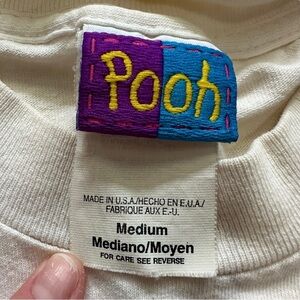 Pooh
MADE IN U.S.A./HECHO EN E.U.A./
FABRIQUE AUX E.-U.
Medium
Mediano/Moyen
FOR CARE SEE REVERSE